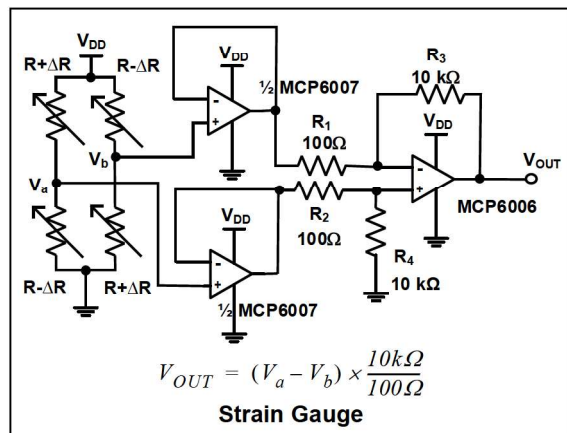 V_DD
R+ΔR
R-ΔR
V_b
V_a
R-ΔR
R+ΔR
V_DD
½ MCP6007
-
+
V_DD
-
+
½ MCP6007
R_1
100Ω
R_2
100Ω
R_3
10 kΩ
V_DD
-
+
V_OUT
MCP6006
R_4
10 kΩ
V_OUT = (V_a – V_b) × 10kΩ/100Ω
Strain Gauge